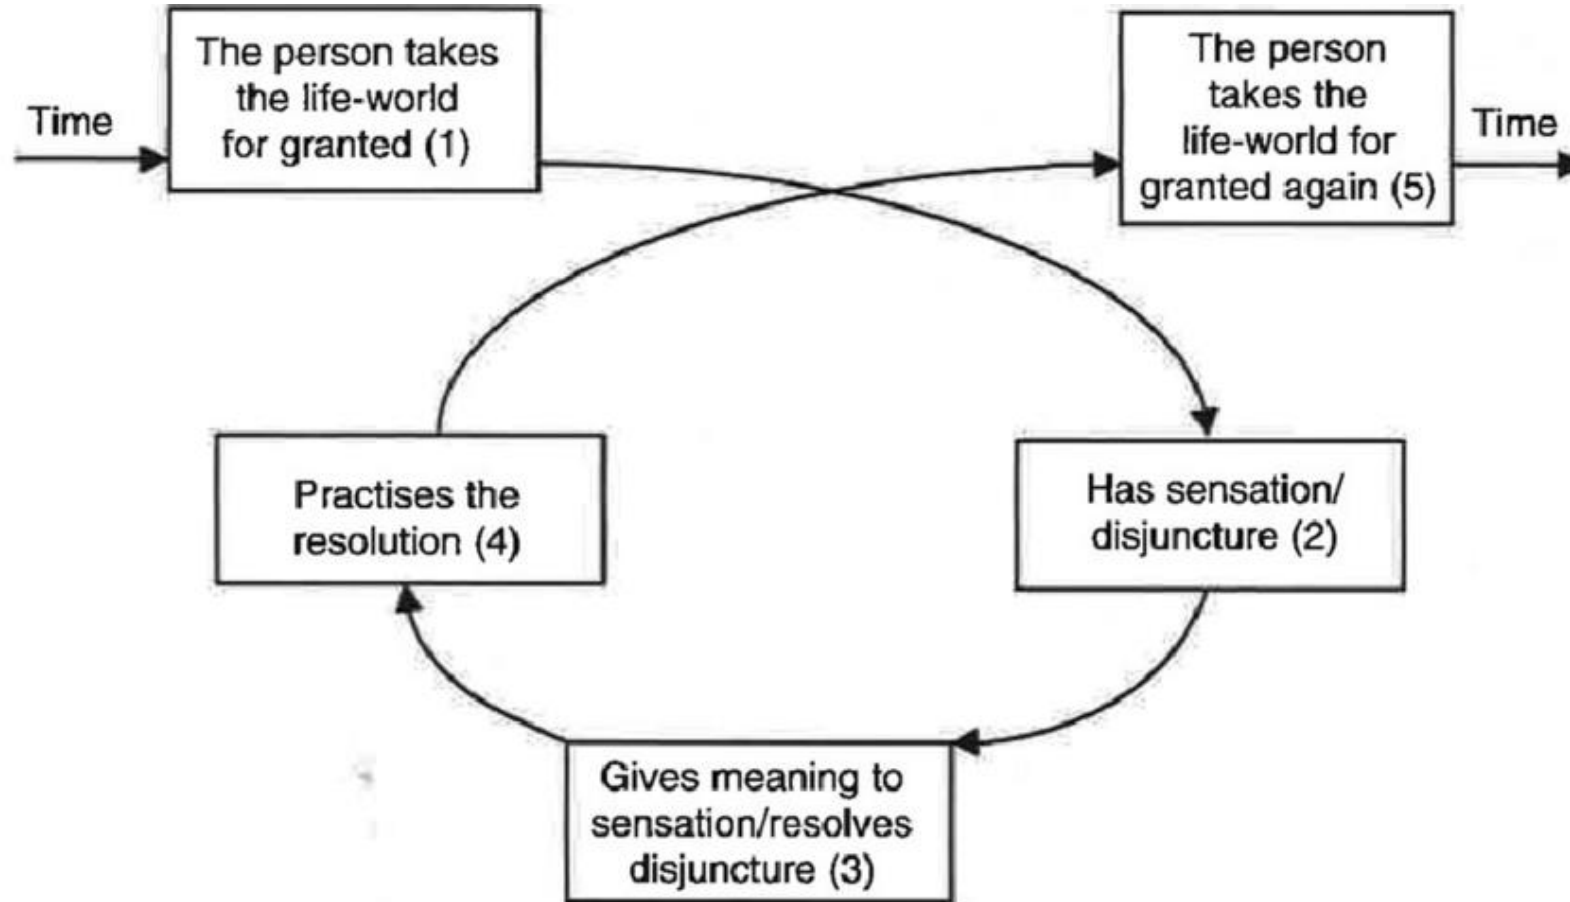 Time
The person takes
the life-world
for granted (1)
The person
takes the
life-world for
granted again (5)
Time
Practises the
resolution (4)
Has sensation/
disjuncture (2)
Gives meaning to
sensation/resolves
disjuncture (3)